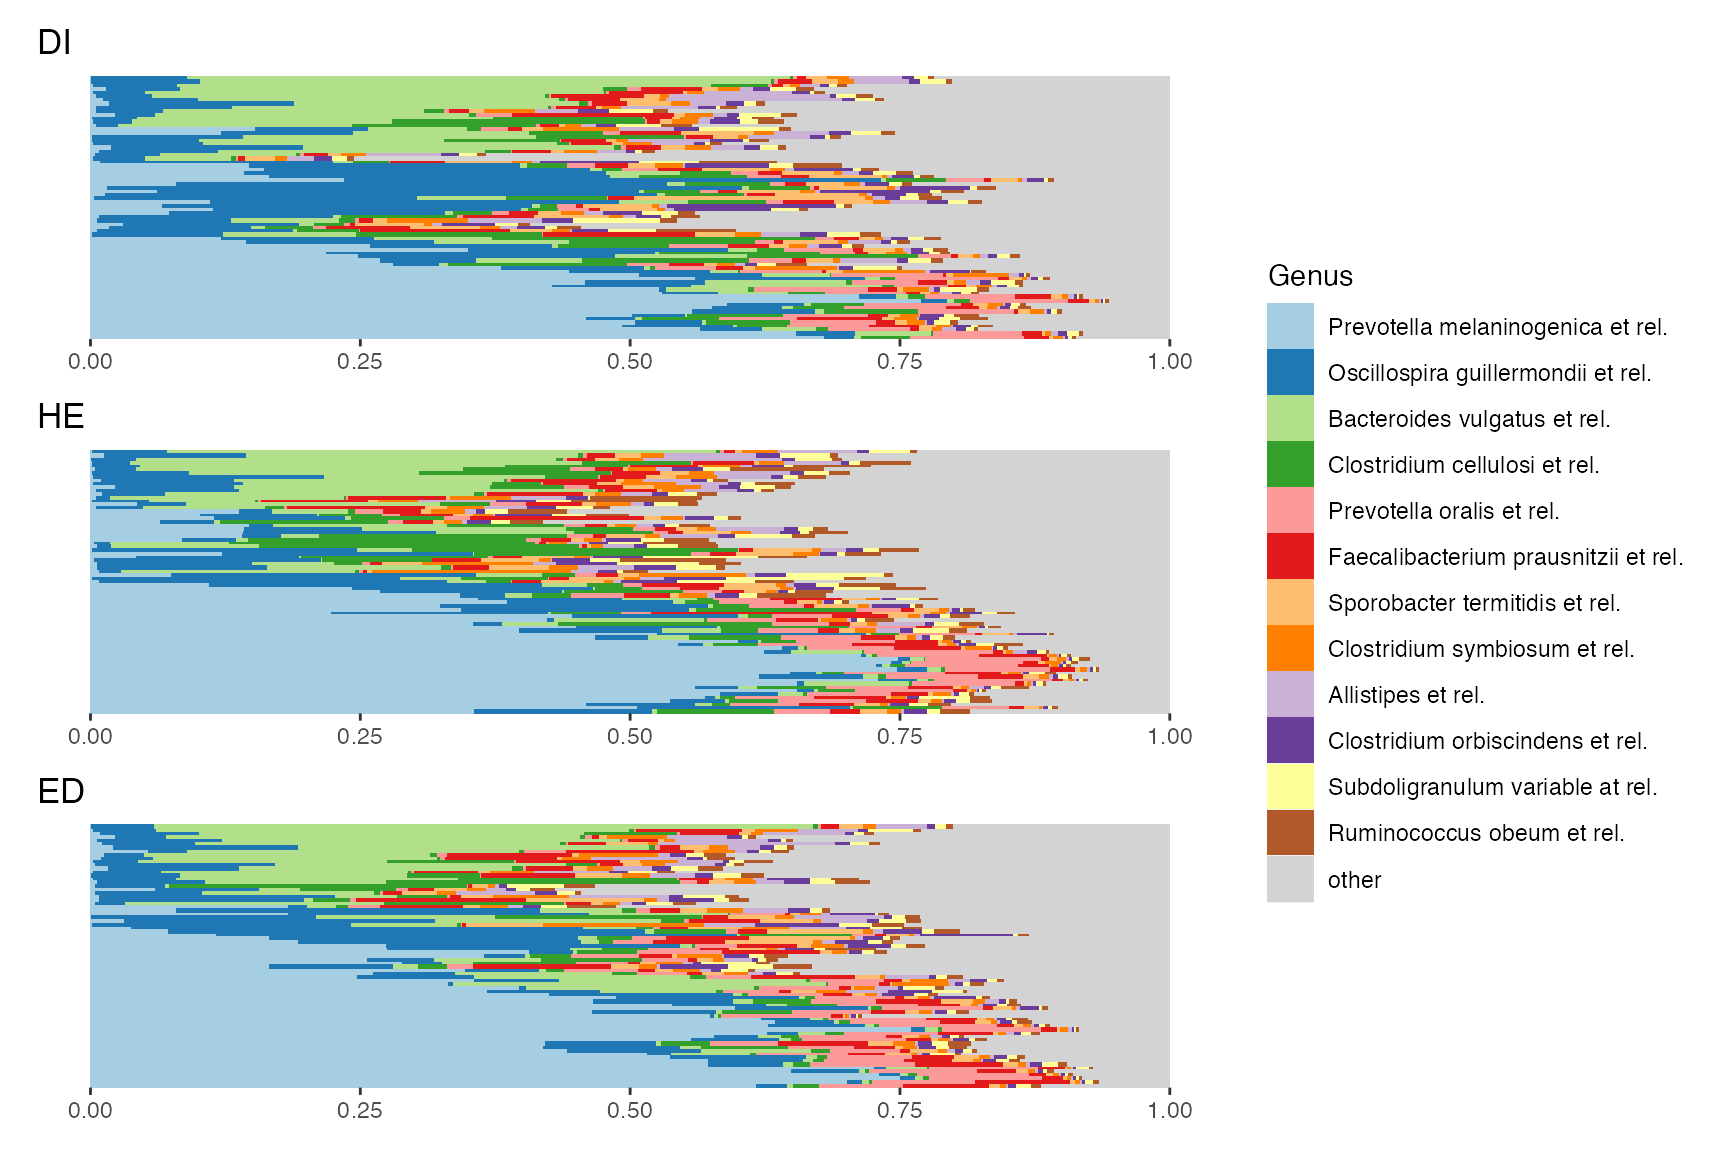 DI
0.00 0.25 0.50 0.75 1.00
HE
0.00 0.25 0.50 0.75 1.00
ED
0.00 0.25 0.50 0.75 1.00
Genus
Prevotella melaninogenica et rel.
Oscillospira guillermondii et rel.
Bacteroides vulgatus et rel.
Clostridium cellulosi et rel.
Prevotella oralis et rel.
Faecalibacterium prausnitzii et rel.
Sporobacter termitidis et rel.
Clostridium symbiosum et rel.
Allistipes et rel.
Clostridium orbiscindens et rel.
Subdoligranulum variable at rel.
Ruminococcus obeum et rel.
other